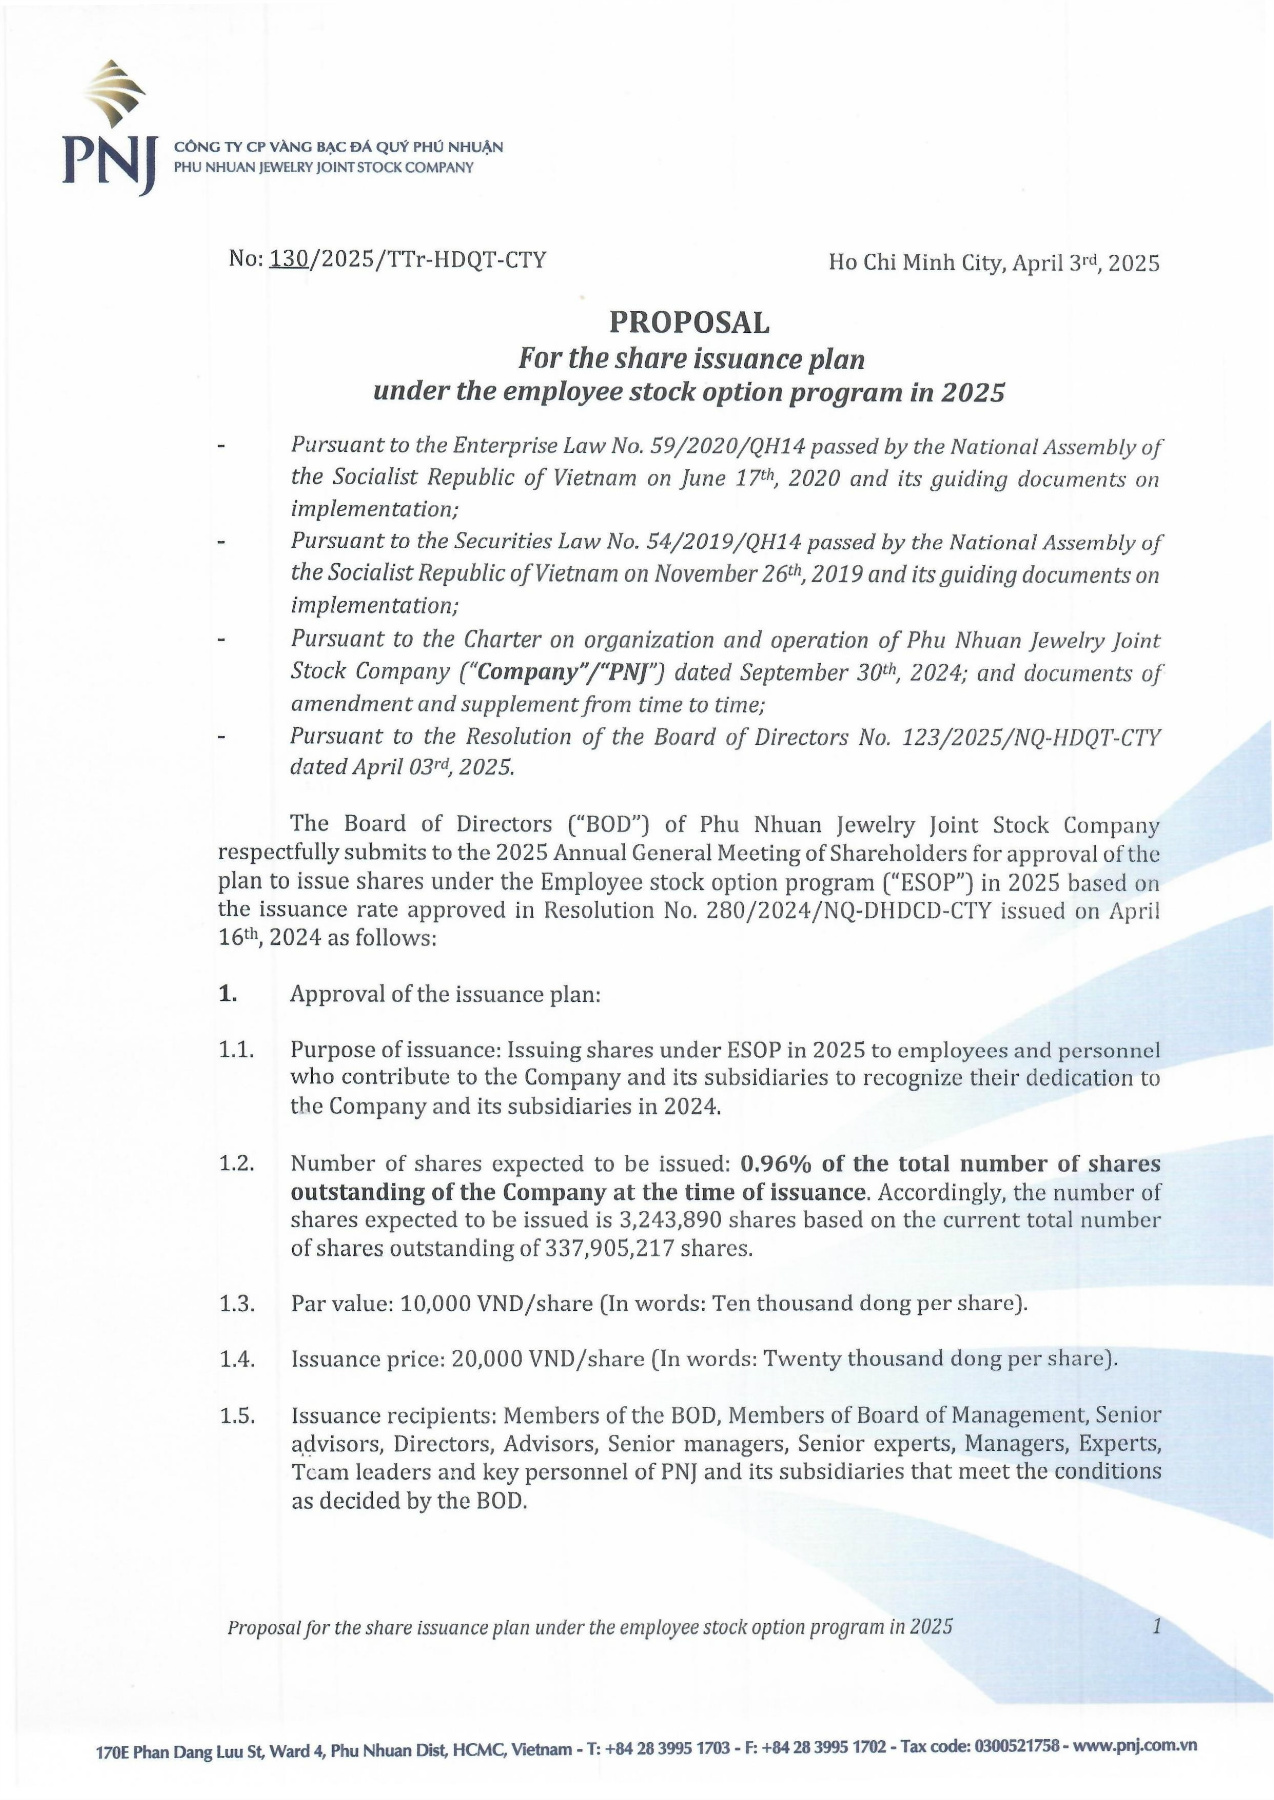 PNJ
CÔNG TY CP VÀNG BẠC ĐÁ QUÝ PHÚ NHUẬN
PHU NHUAN JEWELRY JOINT STOCK COMPANY
No: 130/2025/TTr-HDQT-CTY
Ho Chi Minh City, April 3rd, 2025
PROPOSAL
For the share issuance plan
under the employee stock option program in 2025
- Pursuant to the Enterprise Law No. 59/2020/QH14 passed by the National Assembly of
the Socialist Republic of Vietnam on June 17th, 2020 and its guiding documents on
implementation;
- Pursuant to the Securities Law No. 54/2019/QH14 passed by the National Assembly of
the Socialist Republic of Vietnam on November 26th, 2019 and its guiding documents on
implementation;
- Pursuant to the Charter on organization and operation of Phu Nhuan Jewelry Joint
Stock Company (“Company”/“PNJ”) dated September 30th, 2024; and documents of
amendment and supplement from time to time;
- Pursuant to the Resolution of the Board of Directors No. 123/2025/NQ-HDQT-CTY
dated April 03rd, 2025.
The Board of Directors (“BOD”) of Phu Nhuan Jewelry Joint Stock Company
respectfully submits to the 2025 Annual General Meeting of Shareholders for approval of the
plan to issue shares under the Employee stock option program (“ESOP”) in 2025 based on
the issuance rate approved in Resolution No. 280/2024/NQ-DHDCD-CTY issued on April
16th, 2024 as follows:
1. Approval of the issuance plan:
1.1. Purpose of issuance: Issuing shares under ESOP in 2025 to employees and personnel
who contribute to the Company and its subsidiaries to recognize their dedication to
the Company and its subsidiaries in 2024.
1.2. Number of shares expected to be issued: 0.96% of the total number of shares
outstanding of the Company at the time of issuance. Accordingly, the number of
shares expected to be issued is 3,243,890 shares based on the current total number
of shares outstanding of 337,905,217 shares.
1.3. Par value: 10,000 VND/share (In words: Ten thousand dong per share).
1.4. Issuance price: 20,000 VND/share (In words: Twenty thousand dong per share).
1.5. Issuance recipients: Members of the BOD, Members of Board of Management, Senior
advisors, Directors, Advisors, Senior managers, Senior experts, Managers, Experts,
Team leaders and key personnel of PNJ and its subsidiaries that meet the conditions
as decided by the BOD.
Proposal for the share issuance plan under the employee stock option program in 2025 1
170E Phan Dang Luu St, Ward 4, Phu Nhuan Dist, HCMC, Vietnam - T: +84 28 3995 1703 - F: +84 28 3995 1702 - Tax code: 0300521758 - www.pnj.com.vn